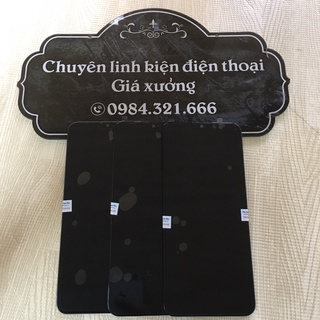 Chuyên linh kiện điện thoại
Giá xưởng
0984.321.666